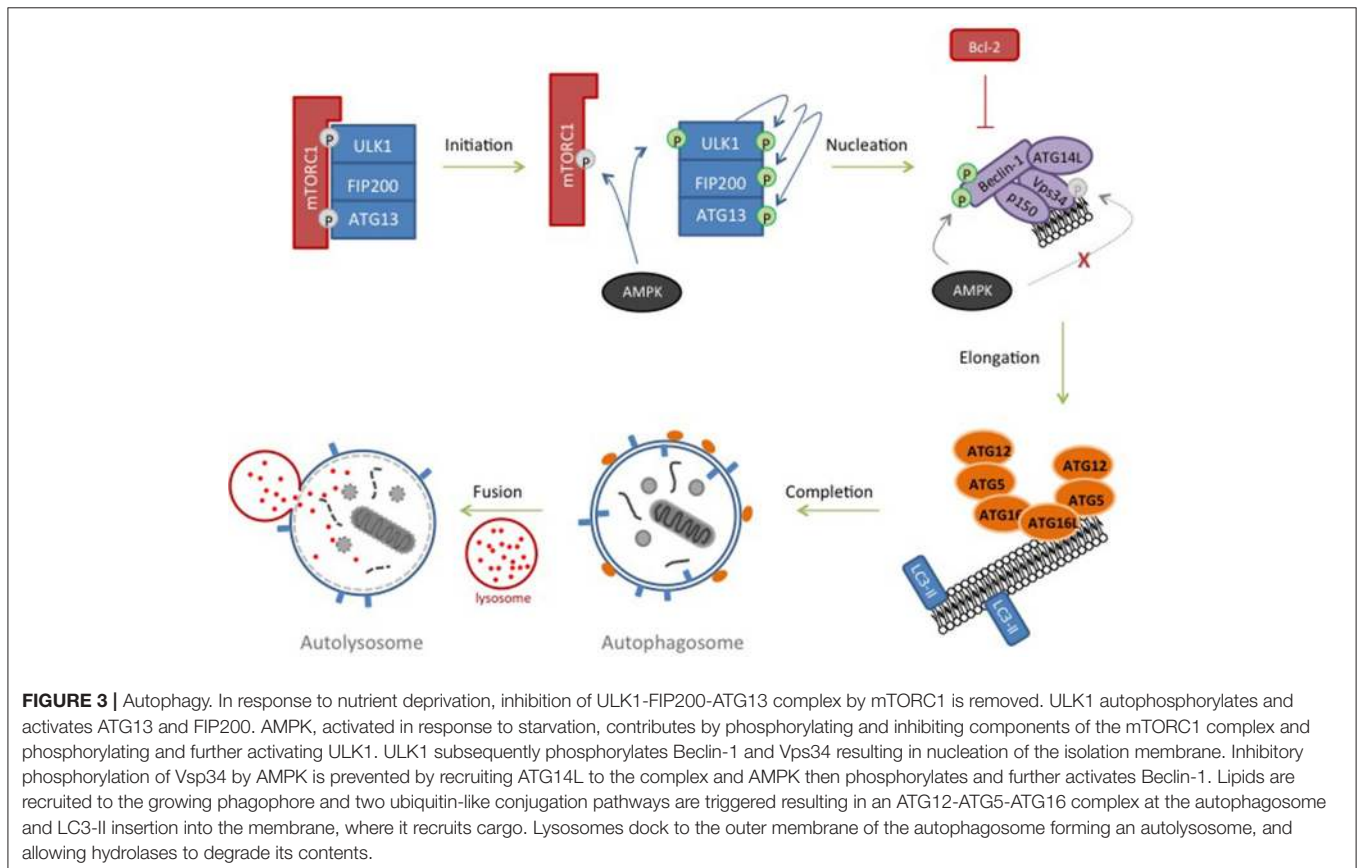 Bcl-2
mTORC1
P
ULK1
FIP200
P
ATG13
Initiation
mTORC1
P
P
ULK1
P
FIP200
P
ATG13
P
AMPK
Nucleation
P
P
Beclin-1
ATG14L
Vps34
P
p150
X
AMPK
Elongation
ATG12
ATG5
ATG16
ATG12
ATG5
ATG16L
LC3-II
LC3-II
Completion
Autophagosome
Fusion
lysosome
Autolysosome
FIGURE 3 | Autophagy. In response to nutrient deprivation, inhibition of ULK1-FIP200-ATG13 complex by mTORC1 is removed. ULK1 autophosphorylates and
activates ATG13 and FIP200. AMPK, activated in response to starvation, contributes by phosphorylating and inhibiting components of the mTORC1 complex and
phosphorylating and further activating ULK1. ULK1 subsequently phosphorylates Beclin-1 and Vps34 resulting in nucleation of the isolation membrane. Inhibitory
phosphorylation of Vsp34 by AMPK is prevented by recruiting ATG14L to the complex and AMPK then phosphorylates and further activates Beclin-1. Lipids are
recruited to the growing phagophore and two ubiquitin-like conjugation pathways are triggered resulting in an ATG12-ATG5-ATG16 complex at the autophagosome
and LC3-II insertion into the membrane, where it recruits cargo. Lysosomes dock to the outer membrane of the autophagosome forming an autolysosome, and
allowing hydrolases to degrade its contents.